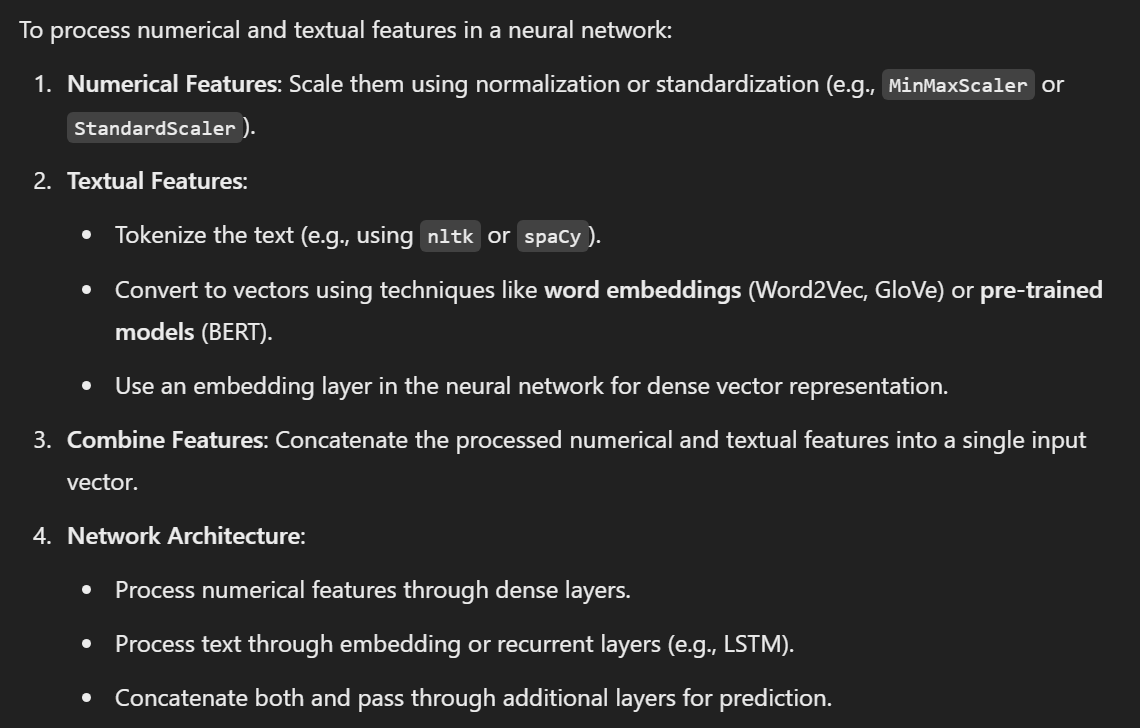 To process numerical and textual features in a neural network:
1. Numerical Features: Scale them using normalization or standardization (e.g., MinMaxScaler or
StandardScaler).
2. Textual Features:
• Tokenize the text (e.g., using nltk or spaCy).
• Convert to vectors using techniques like word embeddings (Word2Vec, GloVe) or pre-trained
models (BERT).
• Use an embedding layer in the neural network for dense vector representation.
3. Combine Features: Concatenate the processed numerical and textual features into a single input
vector.
4. Network Architecture:
• Process numerical features through dense layers.
• Process text through embedding or recurrent layers (e.g., LSTM).
• Concatenate both and pass through additional layers for prediction.